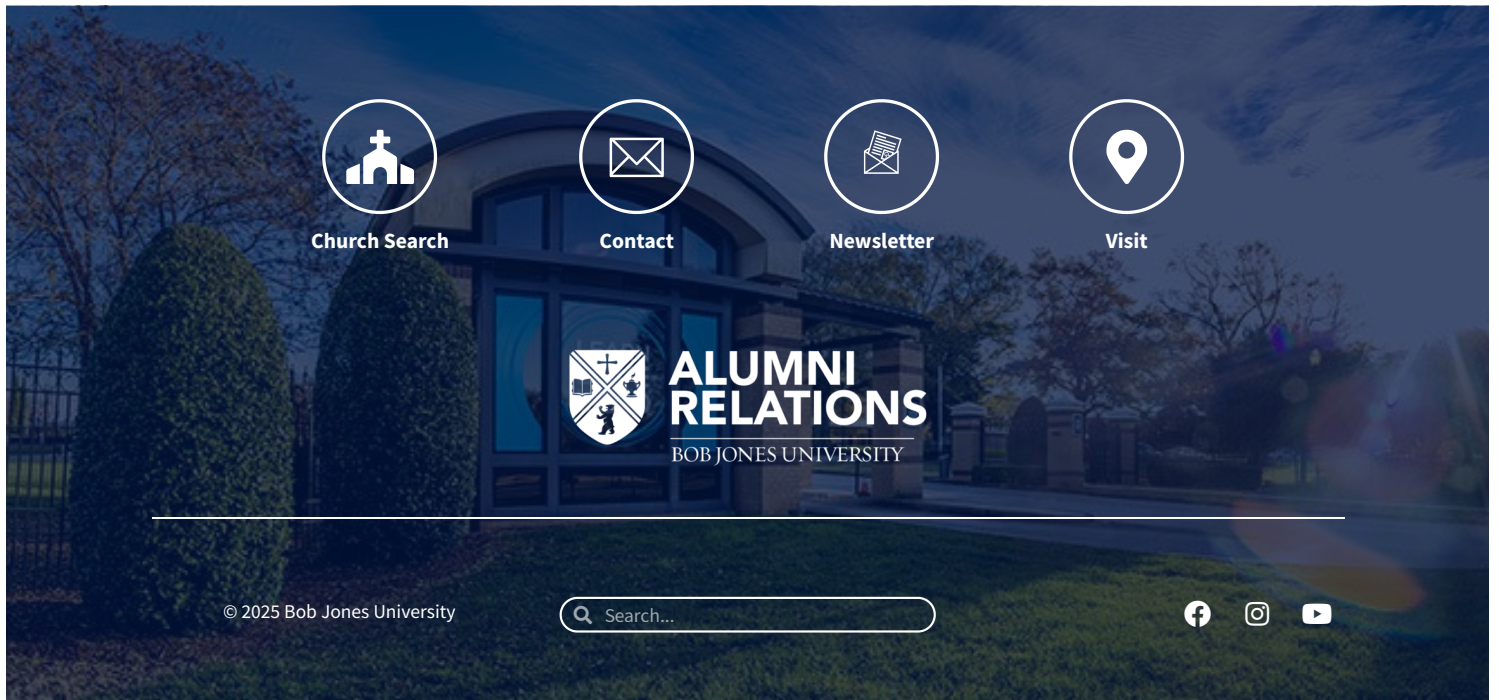 Church Search
Contact
Newsletter
Visit
ALUMNI
RELATIONS
BOB JONES UNIVERSITY
© 2025 Bob Jones University
Search...